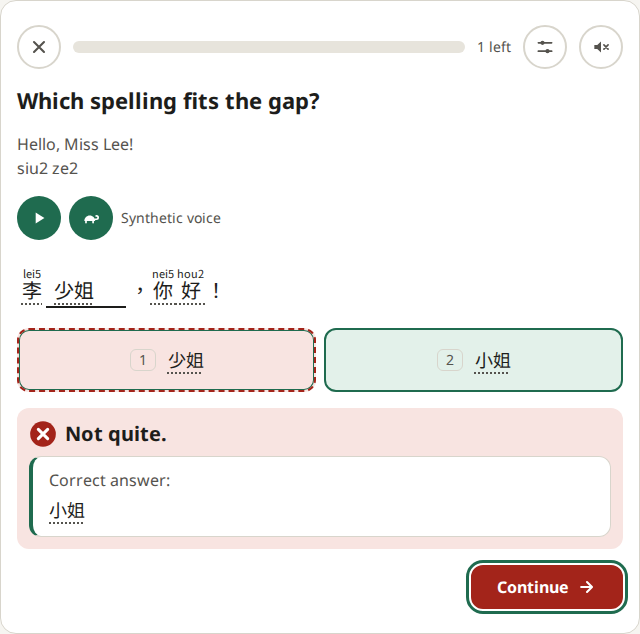 1 left
Which spelling fits the gap?
Hello, Miss Lee!
siu2 ze2
Synthetic voice
lei5 nei5 hou2
李 少姐 ，你好！
1 少姐
2 小姐
Not quite.
Correct answer:
小姐
Continue